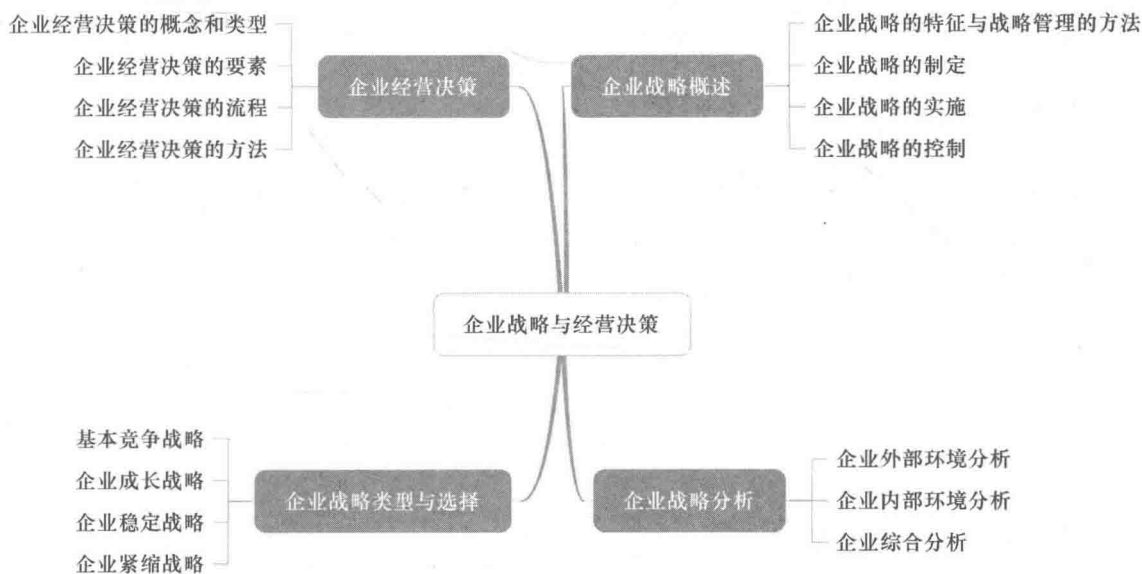 企业经营决策的概念和类型
企业经营决策的要素
企业经营决策的流程
企业经营决策的方法
企业经营决策
企业战略概述
企业战略的特征与战略管理的方法
企业战略的制定
企业战略的实施
企业战略的控制
企业战略与经营决策
基本竞争战略
企业成长战略
企业稳定战略
企业紧缩战略
企业战略类型与选择
企业战略分析
企业外部环境分析
企业内部环境分析
企业综合分析